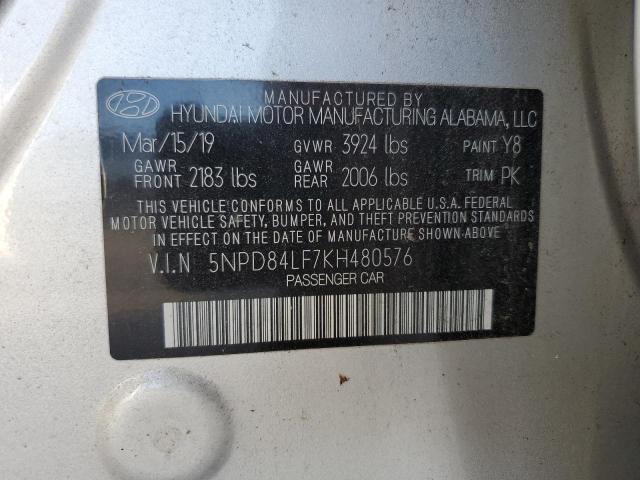 MANUFACTURED BY
HYUNDAI MOTOR MANUFACTURING ALABAMA, LLC
Mar/15/19 GVWR 3924 lbs PAINT Y8
GAWR FRONT 2183 lbs GAWR REAR 2006 lbs TRIM PK
THIS VEHICLE CONFORMS TO ALL APPLICABLE U.S.A. FEDERAL
MOTOR VEHICLE SAFETY, BUMPER, AND THEFT PREVENTION STANDARDS
IN EFFECT ON THE DATE OF MANUFACTURE SHOWN ABOVE.
V.I.N 5NPD84LF7KH480576
PASSENGER CAR